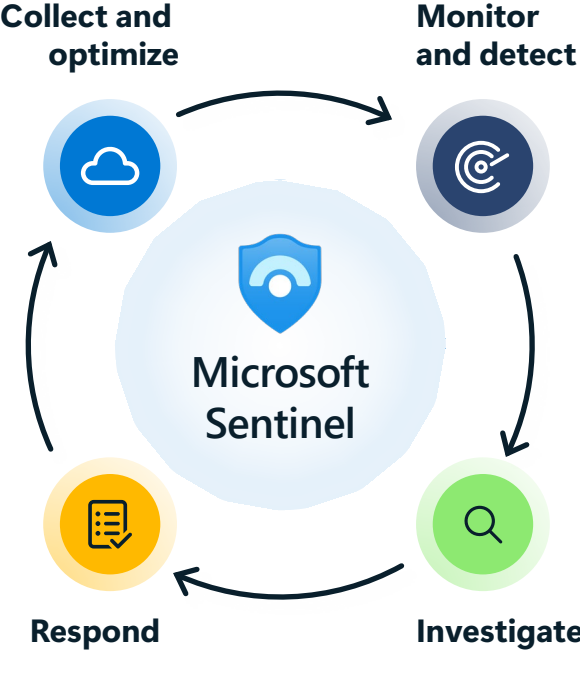 Collect and
optimize
Monitor
and detect
Microsoft
Sentinel
Respond
Investigate